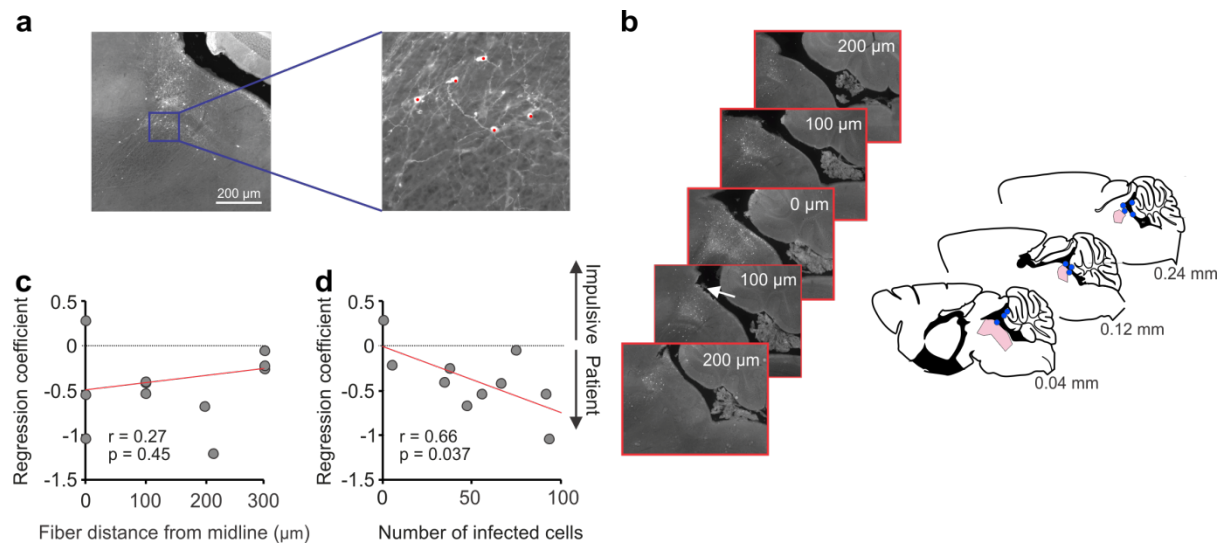 a
200 µm
b
200 µm
100 µm
0 µm
100 µm
200 µm
0.24 mm
0.12 mm
0.04 mm
c
Regression coefficient
0.5
0
-0.5
-1
-1.5
r = 0.27
p = 0.45
0
100
200
300
Fiber distance from midline (µm)
d
Regression coefficient
0.5
0
-0.5
-1
-1.5
r = 0.66
p = 0.037
0
50
100
Number of infected cells
Impulsive
Patient